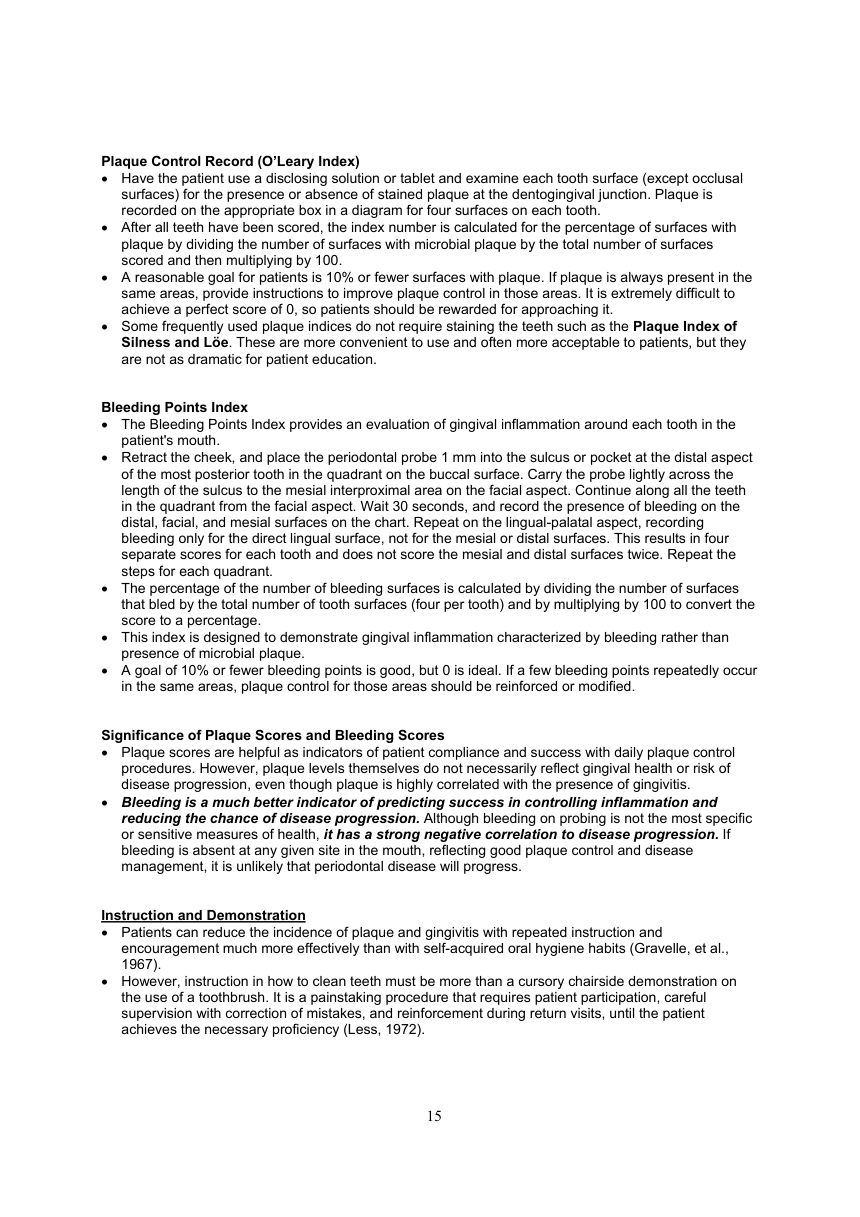 Plaque Control Record (O’Leary Index)
• Have the patient use a disclosing solution or tablet and examine each tooth surface (except occlusal
surfaces) for the presence or absence of stained plaque at the dentogingival junction. Plaque is
recorded on the appropriate box in a diagram for four surfaces on each tooth.
• After all teeth have been scored, the index number is calculated for the percentage of surfaces with
plaque by dividing the number of surfaces with microbial plaque by the total number of surfaces
scored and then multiplying by 100.
• A reasonable goal for patients is 10% or fewer surfaces with plaque. If plaque is always present in the
same areas, provide instructions to improve plaque control in those areas. It is extremely difficult to
achieve a perfect score of 0, so patients should be rewarded for approaching it.
• Some frequently used plaque indices do not require staining the teeth such as the Plaque Index of
Silness and Löe. These are more convenient to use and often more acceptable to patients, but they
are not as dramatic for patient education.
Bleeding Points Index
• The Bleeding Points Index provides an evaluation of gingival inflammation around each tooth in the
patient's mouth.
• Retract the cheek, and place the periodontal probe 1 mm into the sulcus or pocket at the distal aspect
of the most posterior tooth in the quadrant on the buccal surface. Carry the probe lightly across the
length of the sulcus to the mesial interproximal area on the facial aspect. Continue along all the teeth
in the quadrant from the facial aspect. Wait 30 seconds, and record the presence of bleeding on the
distal, facial, and mesial surfaces on the chart. Repeat on the lingual-palatal aspect, recording
bleeding only for the direct lingual surface, not for the mesial or distal surfaces. This results in four
separate scores for each tooth and does not score the mesial and distal surfaces twice. Repeat the
steps for each quadrant.
• The percentage of the number of bleeding surfaces is calculated by dividing the number of surfaces
that bled by the total number of tooth surfaces (four per tooth) and by multiplying by 100 to convert the
score to a percentage.
• This index is designed to demonstrate gingival inflammation characterized by bleeding rather than
presence of microbial plaque.
• A goal of 10% or fewer bleeding points is good, but 0 is ideal. If a few bleeding points repeatedly occur
in the same areas, plaque control for those areas should be reinforced or modified.
Significance of Plaque Scores and Bleeding Scores
• Plaque scores are helpful as indicators of patient compliance and success with daily plaque control
procedures. However, plaque levels themselves do not necessarily reflect gingival health or risk of
disease progression, even though plaque is highly correlated with the presence of gingivitis.
• Bleeding is a much better indicator of predicting success in controlling inflammation and
reducing the chance of disease progression. Although bleeding on probing is not the most specific
or sensitive measures of health, it has a strong negative correlation to disease progression. If
bleeding is absent at any given site in the mouth, reflecting good plaque control and disease
management, it is unlikely that periodontal disease will progress.
Instruction and Demonstration
• Patients can reduce the incidence of plaque and gingivitis with repeated instruction and
encouragement much more effectively than with self-acquired oral hygiene habits (Gravelle, et al.,
1967).
• However, instruction in how to clean teeth must be more than a cursory chairside demonstration on
the use of a toothbrush. It is a painstaking procedure that requires patient participation, careful
supervision with correction of mistakes, and reinforcement during return visits, until the patient
achieves the necessary proficiency (Less, 1972).
15